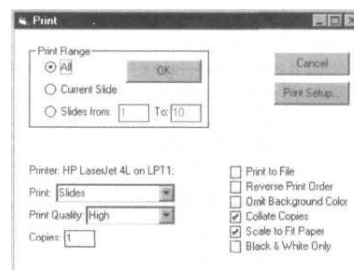 Print
Print Range
All
OK
Cancel
Current Slide
Print Setup...
Slides from: 1 To: 10
Printer: HP LaserJet 4L on LPT1:
Print: Slides
Print Quality: High
Copies: 1
Print to File
Reverse Print Order
Omit Background Color
Collate Copies
Scale to Fit Paper
Black & White Only